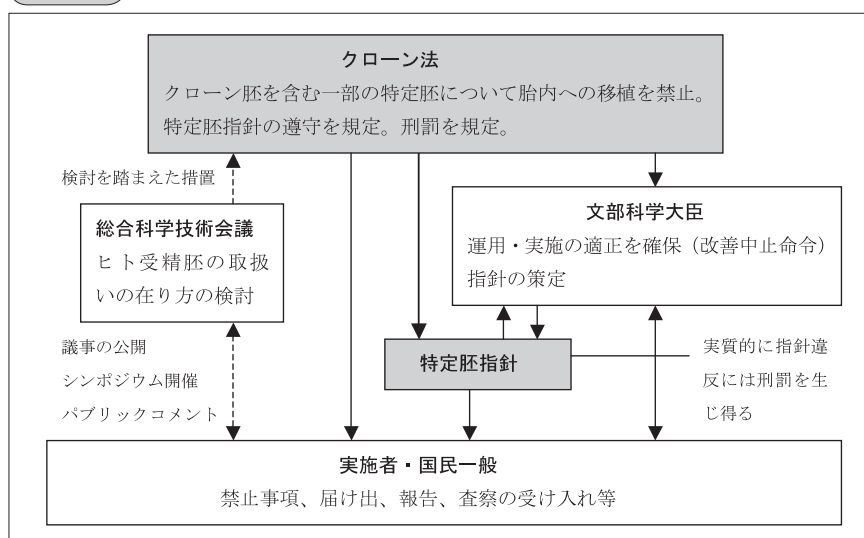 クローン法
クローン胚を含む一部の特定胚について胎内への移植を禁止。
特定胚指針の遵守を規定。刑罰を規定。
検討を踏まえた措置
総合科学技術会議
ヒト受精胚の取扱
いの在り方の検討
文部科学大臣
運用・実施の適正を確保（改善中止命令）
指針の策定
議事の公開
シンポジウム開催
パブリックコメント
特定胚指針
実質的に指針違
反には刑罰を生
じ得る
実施者・国民一般
禁止事項、届け出、報告、査察の受け入れ等